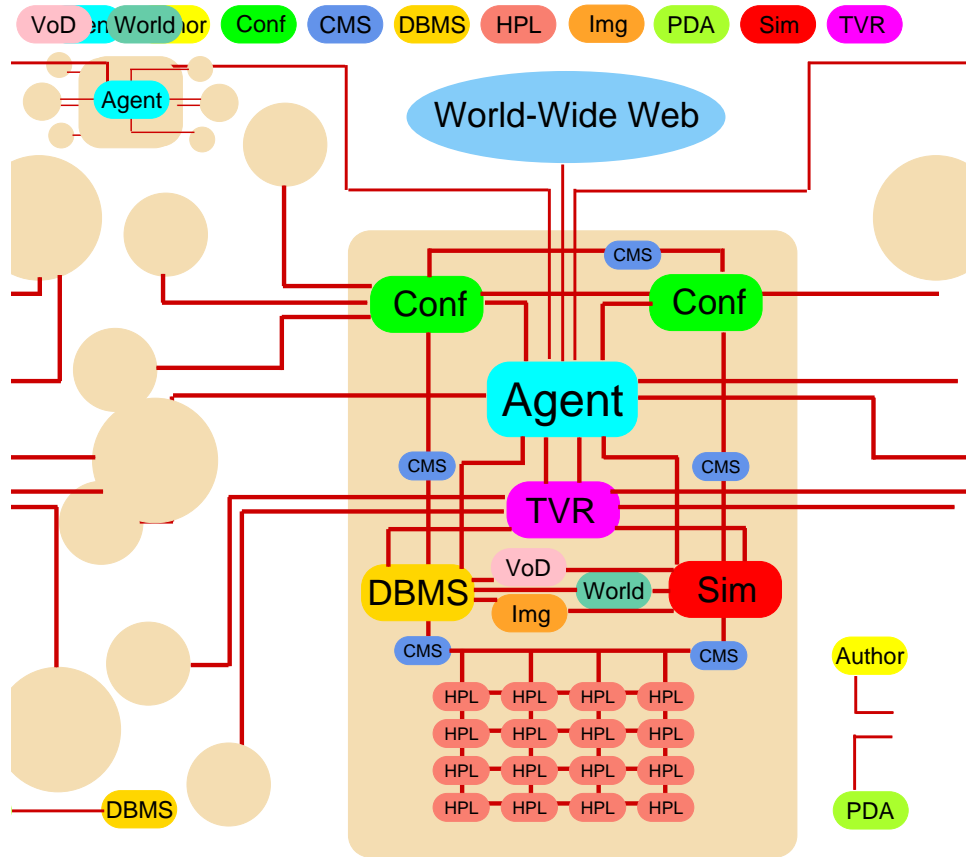 VoD en World hor Conf CMS DBMS HPL Img PDA Sim TVR
Agent
World-Wide Web
CMS
Conf Conf
Agent
CMS CMS
TVR
VoD
DBMS World Sim
Img
CMS CMS
Author
HPL HPL HPL HPL
HPL HPL HPL HPL
HPL HPL HPL HPL
HPL HPL HPL HPL
DBMS PDA